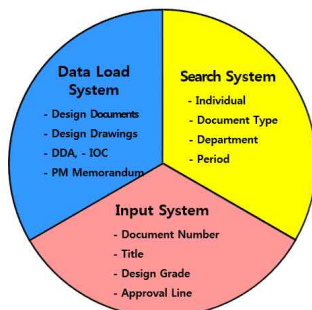 Data Load
System
- Design Documents
- Design Drawings
- DDA, - IOC
- PM Memorandum
Search System
- Individual
- Document Type
- Department
- Period
Input System
- Document Number
- Title
- Design Grade
- Approval Line